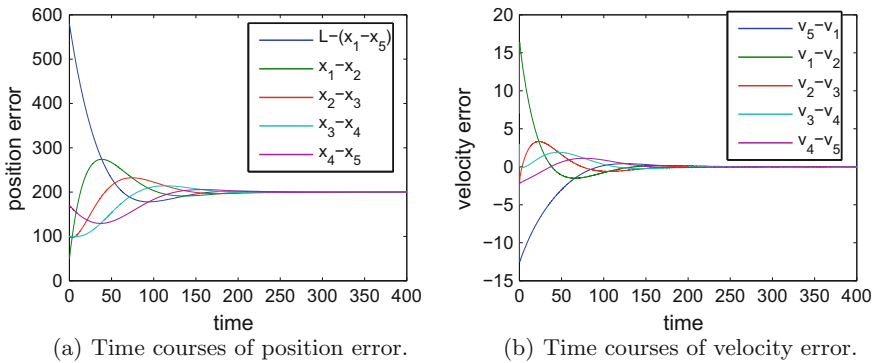 600
500
400
300
200
100
0
position error
0 50 100 150 200 250 300 350 400
time
L−(x₁−x₅)
x₁−x₂
x₂−x₃
x₃−x₄
x₄−x₅
(a) Time courses of position error.
20
15
10
5
0
−5
−10
−15
velocity error
0 50 100 150 200 250 300 350 400
time
v₅−v₁
v₁−v₂
v₂−v₃
v₃−v₄
v₄−v₅
(b) Time courses of velocity error.